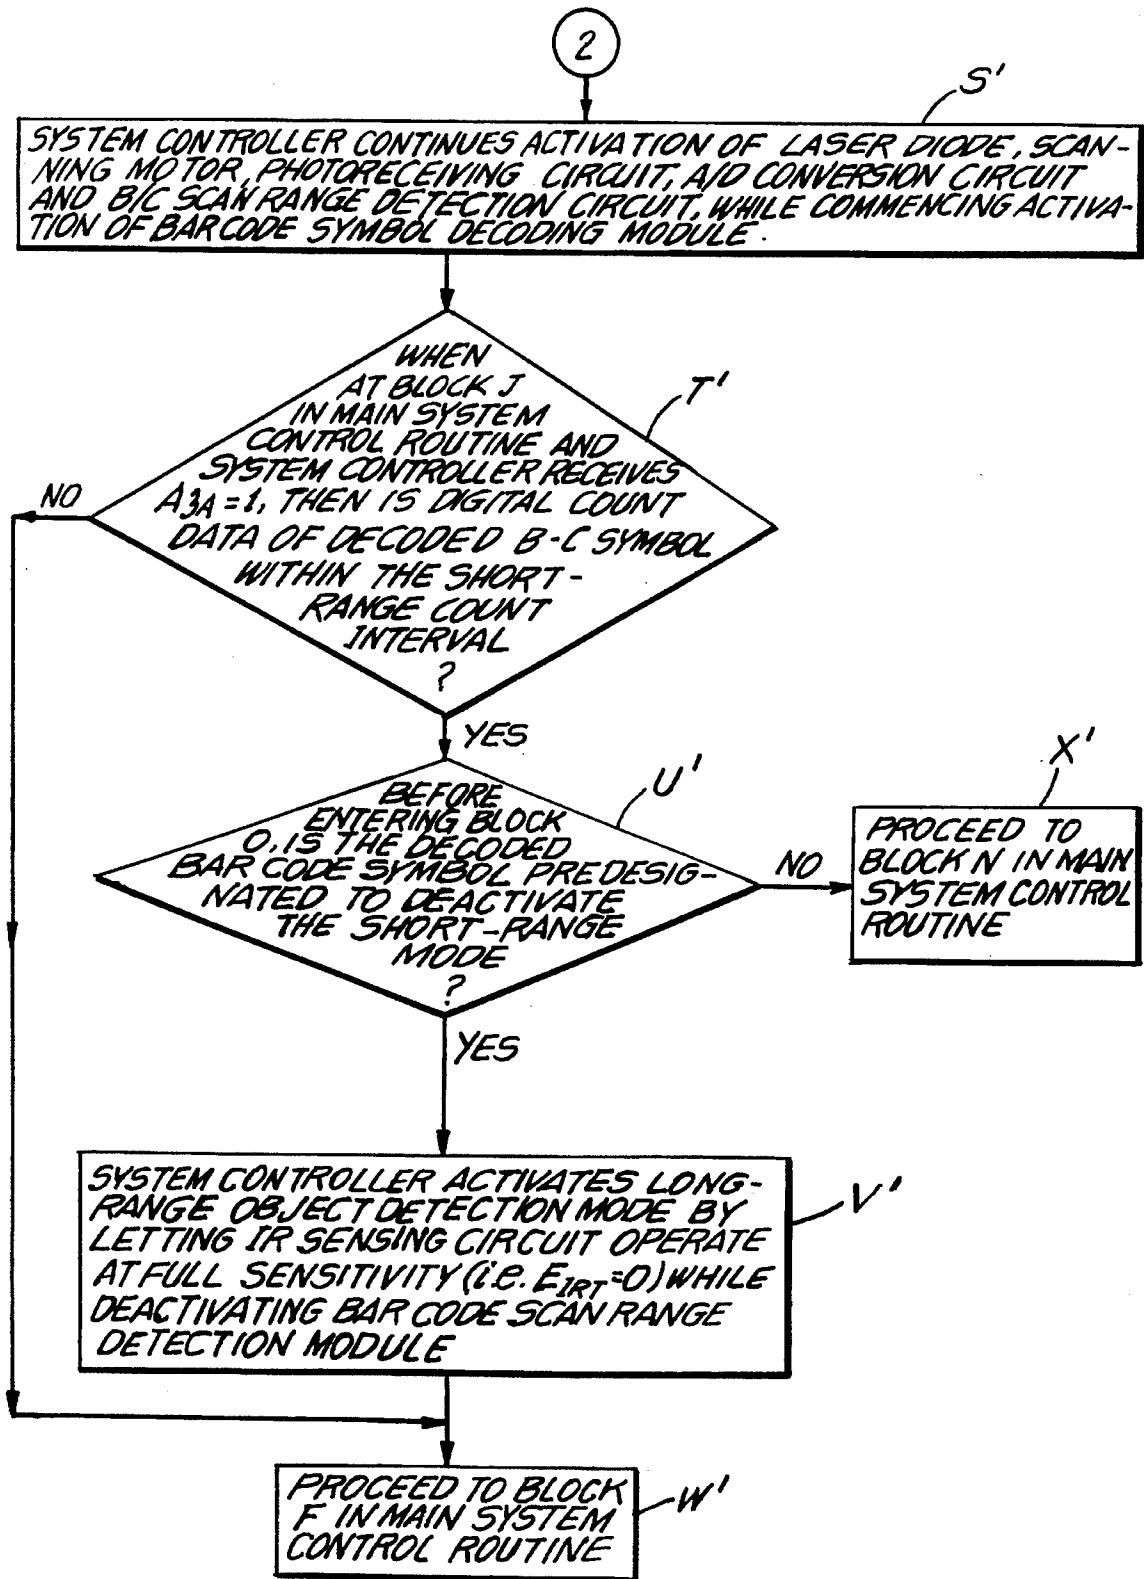 2
S'
SYSTEM CONTROLLER CONTINUES ACTIVATION OF LASER DIODE, SCAN-
NING MOTOR, PHOTORECEIVING CIRCUIT, A/D CONVERSION CIRCUIT
AND B/C SCAN RANGE DETECTION CIRCUIT, WHILE COMMENCING ACTIVA-
TION OF BAR CODE SYMBOL DECODING MODULE.
WHEN
AT BLOCK J
IN MAIN SYSTEM
CONTROL ROUTINE AND
SYSTEM CONTROLLER RECEIVES
A3A = 1, THEN IS DIGITAL COUNT
DATA OF DECODED B-C SYMBOL
WITHIN THE SHORT-
RANGE COUNT
INTERVAL
?
T'
NO
YES
BEFORE
ENTERING BLOCK
O, IS THE DECODED
BAR CODE SYMBOL PREDESIG-
NATED TO DEACTIVATE
THE SHORT-RANGE
MODE
?
U'
NO
X'
PROCEED TO
BLOCK N IN MAIN
SYSTEM CONTROL
ROUTINE
YES
SYSTEM CONTROLLER ACTIVATES LONG-
RANGE OBJECT DETECTION MODE BY
LETTING IR SENSING CIRCUIT OPERATE
AT FULL SENSITIVITY (i.e. EIRT=0) WHILE
DEACTIVATING BAR CODE SCAN RANGE
DETECTION MODULE
V'
PROCEED TO BLOCK
F IN MAIN SYSTEM
CONTROL ROUTINE
W'